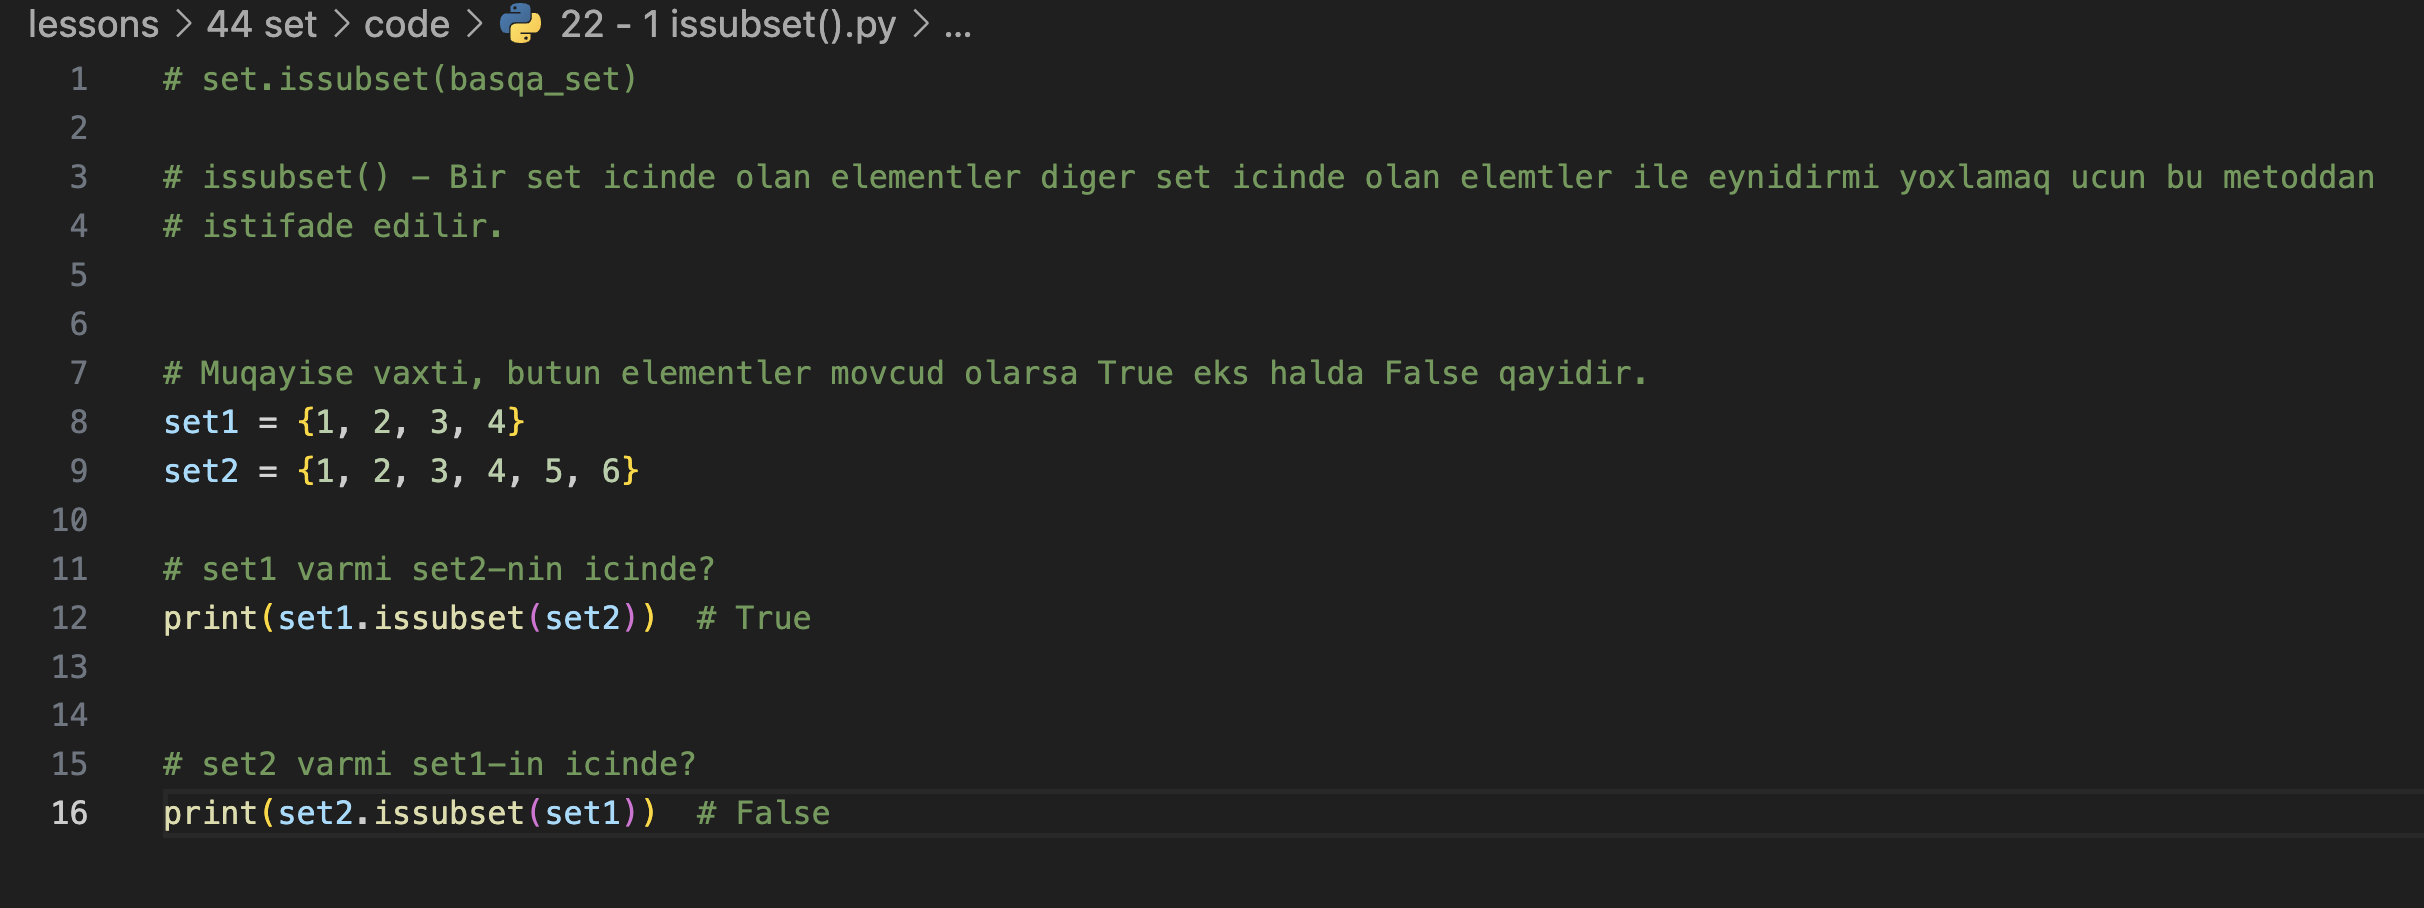 lessons > 44 set > code > 22 - 1 issubset().py > ...
1 # set.issubset(basqa_set)
2
3 # issubset() - Bir set icinde olan elementler diger set icinde olan elemtler ile eynidirmi yoxlamaq ucun bu metoddan
4 # istifade edilir.
5
6
7 # Muqayise vaxti, butun elementler movcud olarsa True eks halda False qayidir.
8 set1 = {1, 2, 3, 4}
9 set2 = {1, 2, 3, 4, 5, 6}
10
11 # set1 varmi set2-nin icinde?
12 print(set1.issubset(set2))  # True
13
14
15 # set2 varmi set1-in icinde?
16 print(set2.issubset(set1))  # False